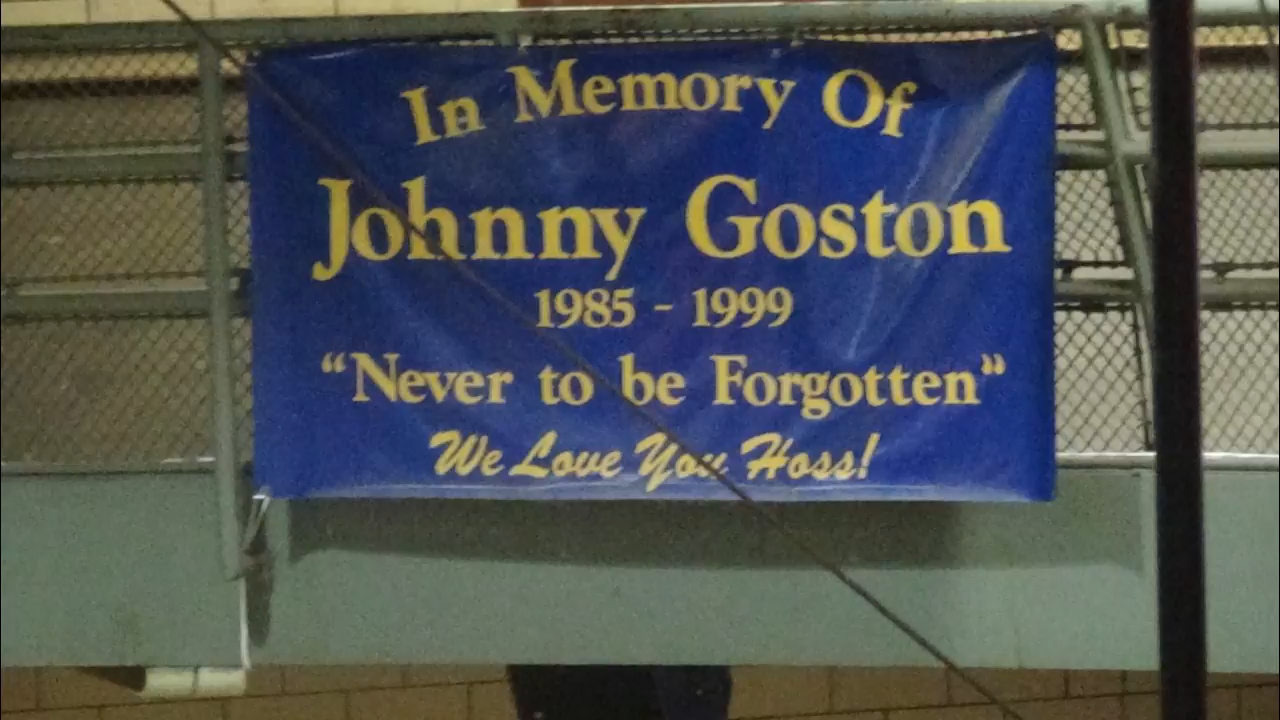 In Memory Of
Johnny Goston
1985 - 1999
“Never to be Forgotten”
We Love You Hoss!